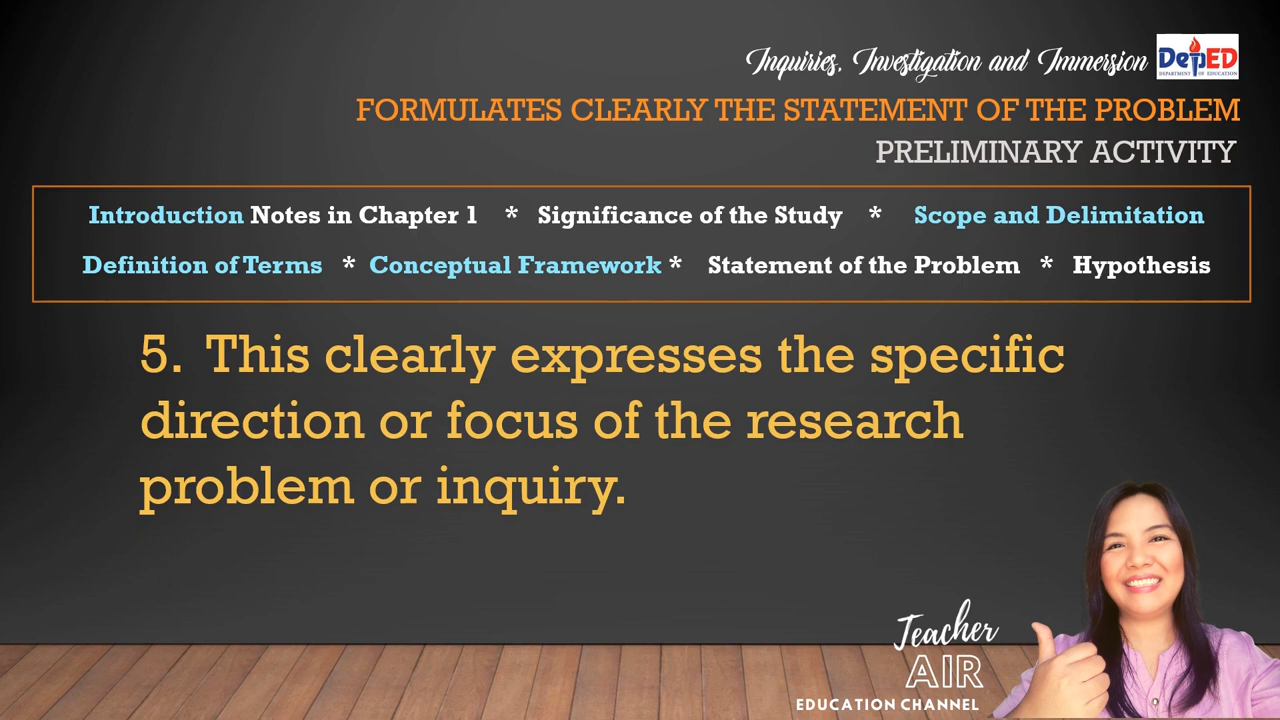 Inquiries, Investigation and Immersion
DepED
DEPARTMENT OF EDUCATION
FORMULATES CLEARLY THE STATEMENT OF THE PROBLEM
PRELIMINARY ACTIVITY
Introduction Notes in Chapter 1 * Significance of the Study * Scope and Delimitation
Definition of Terms * Conceptual Framework * Statement of the Problem * Hypothesis
5. This clearly expresses the specific
direction or focus of the research
problem or inquiry.
Teacher
AIR
EDUCATION CHANNEL